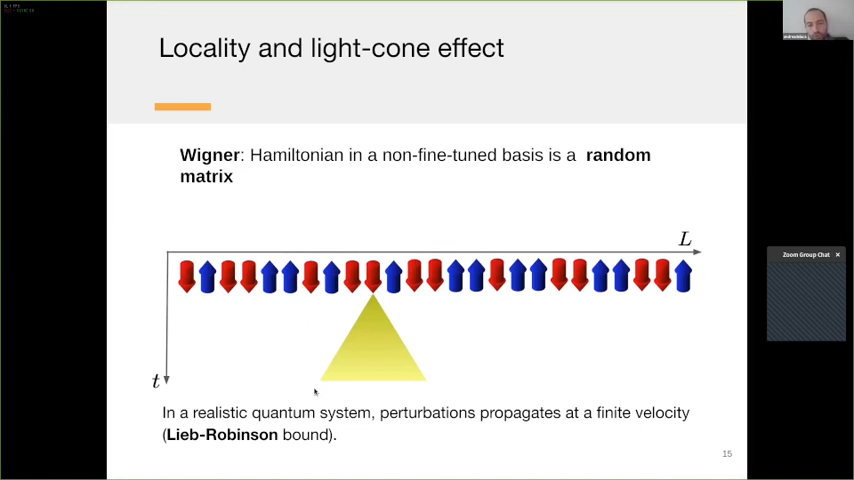 Locality and light-cone effect
Wigner: Hamiltonian in a non-fine-tuned basis is a random
matrix
L
t
In a realistic quantum system, perturbations propagates at a finite velocity
(Lieb-Robinson bound).
15
Zoom Group Chat